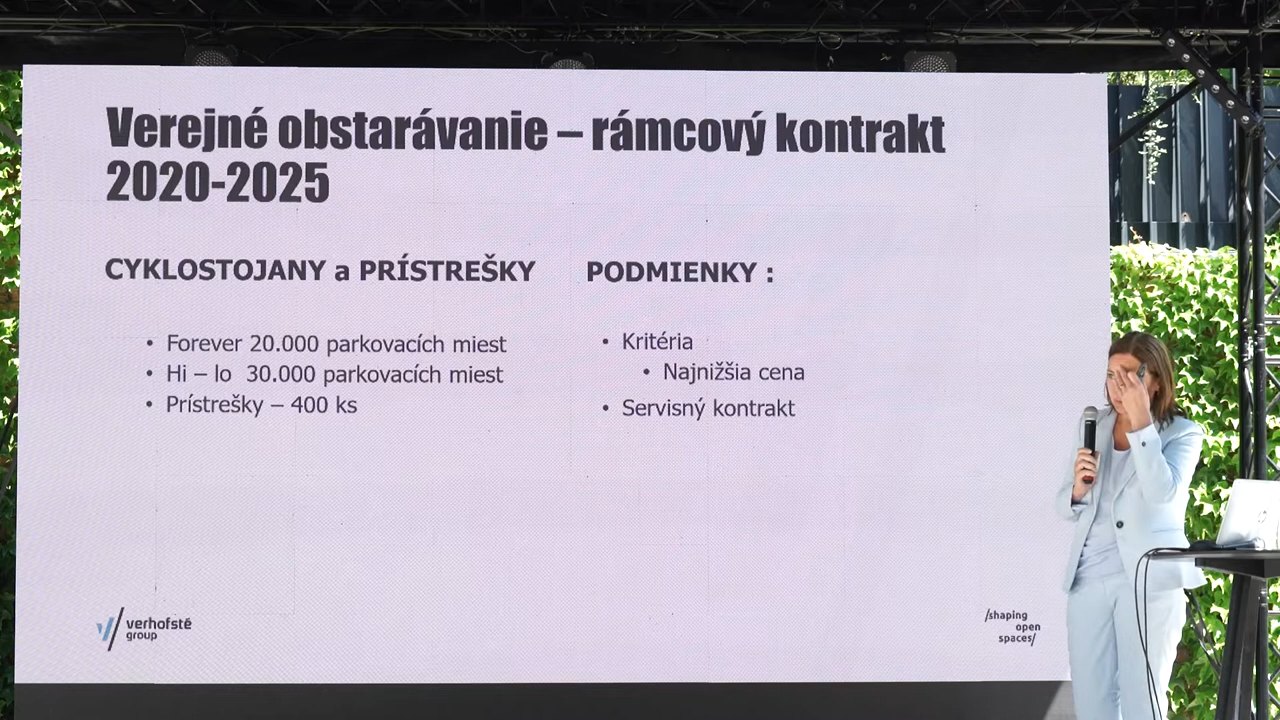 Verejné obstarávanie – rámcový kontrakt
2020-2025
CYKLOSTOJANY a PRÍSTREŠKY
• Forever 20.000 parkovacích miest
• Hi – lo 30.000 parkovacích miest
• Prístrešky – 400 ks
PODMIENKY :
• Kritéria
• Najnižšia cena
• Servisný kontrakt
verhofsté
group
/shaping
open
spaces/